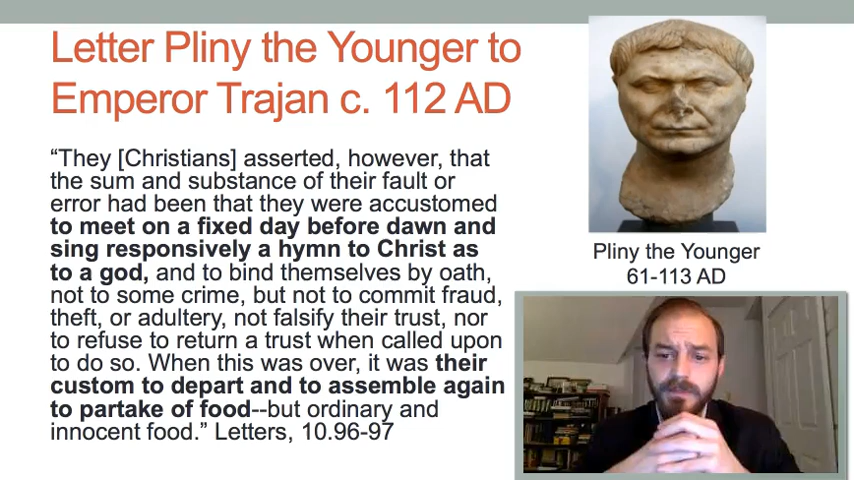 Letter Pliny the Younger to
Emperor Trajan c. 112 AD
“They [Christians] asserted, however, that
the sum and substance of their fault or
error had been that they were accustomed
to meet on a fixed day before dawn and
sing responsively a hymn to Christ as
to a god, and to bind themselves by oath,
not to some crime, but not to commit fraud,
theft, or adultery, not falsify their trust, nor
to refuse to return a trust when called upon
to do so. When this was over, it was their
custom to depart and to assemble again
to partake of food--but ordinary and
innocent food.” Letters, 10.96-97
Pliny the Younger
61-113 AD